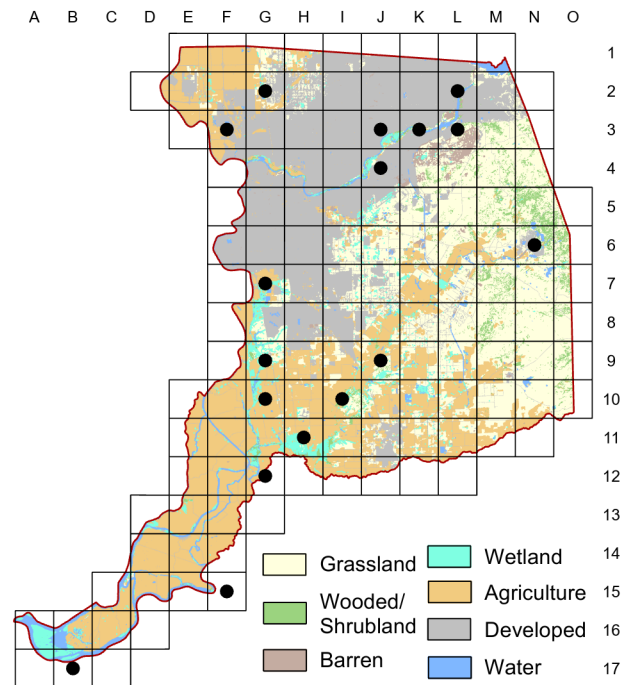 A B C D E F G H I J K L M N O
1
2
3
4
5
6
7
8
9
10
11
12
13
14
15
16
17
Grassland
Wooded/
Shrubland
Barren
Wetland
Agriculture
Developed
Water